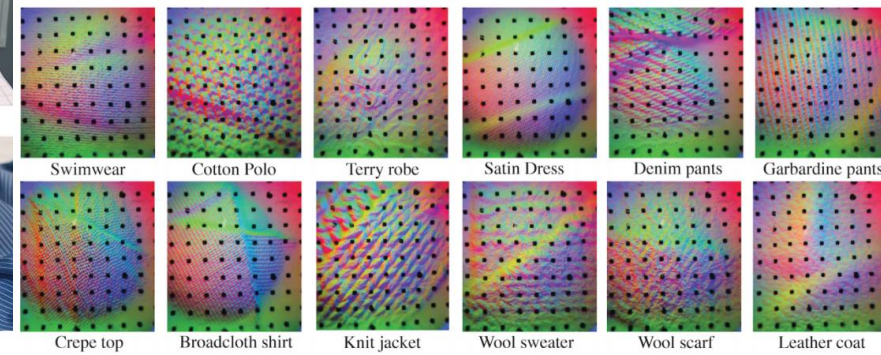 Swimwear
Cotton Polo
Terry robe
Satin Dress
Denim pants
Garbardine pants
Crepe top
Broadcloth shirt
Knit jacket
Wool sweater
Wool scarf
Leather coat